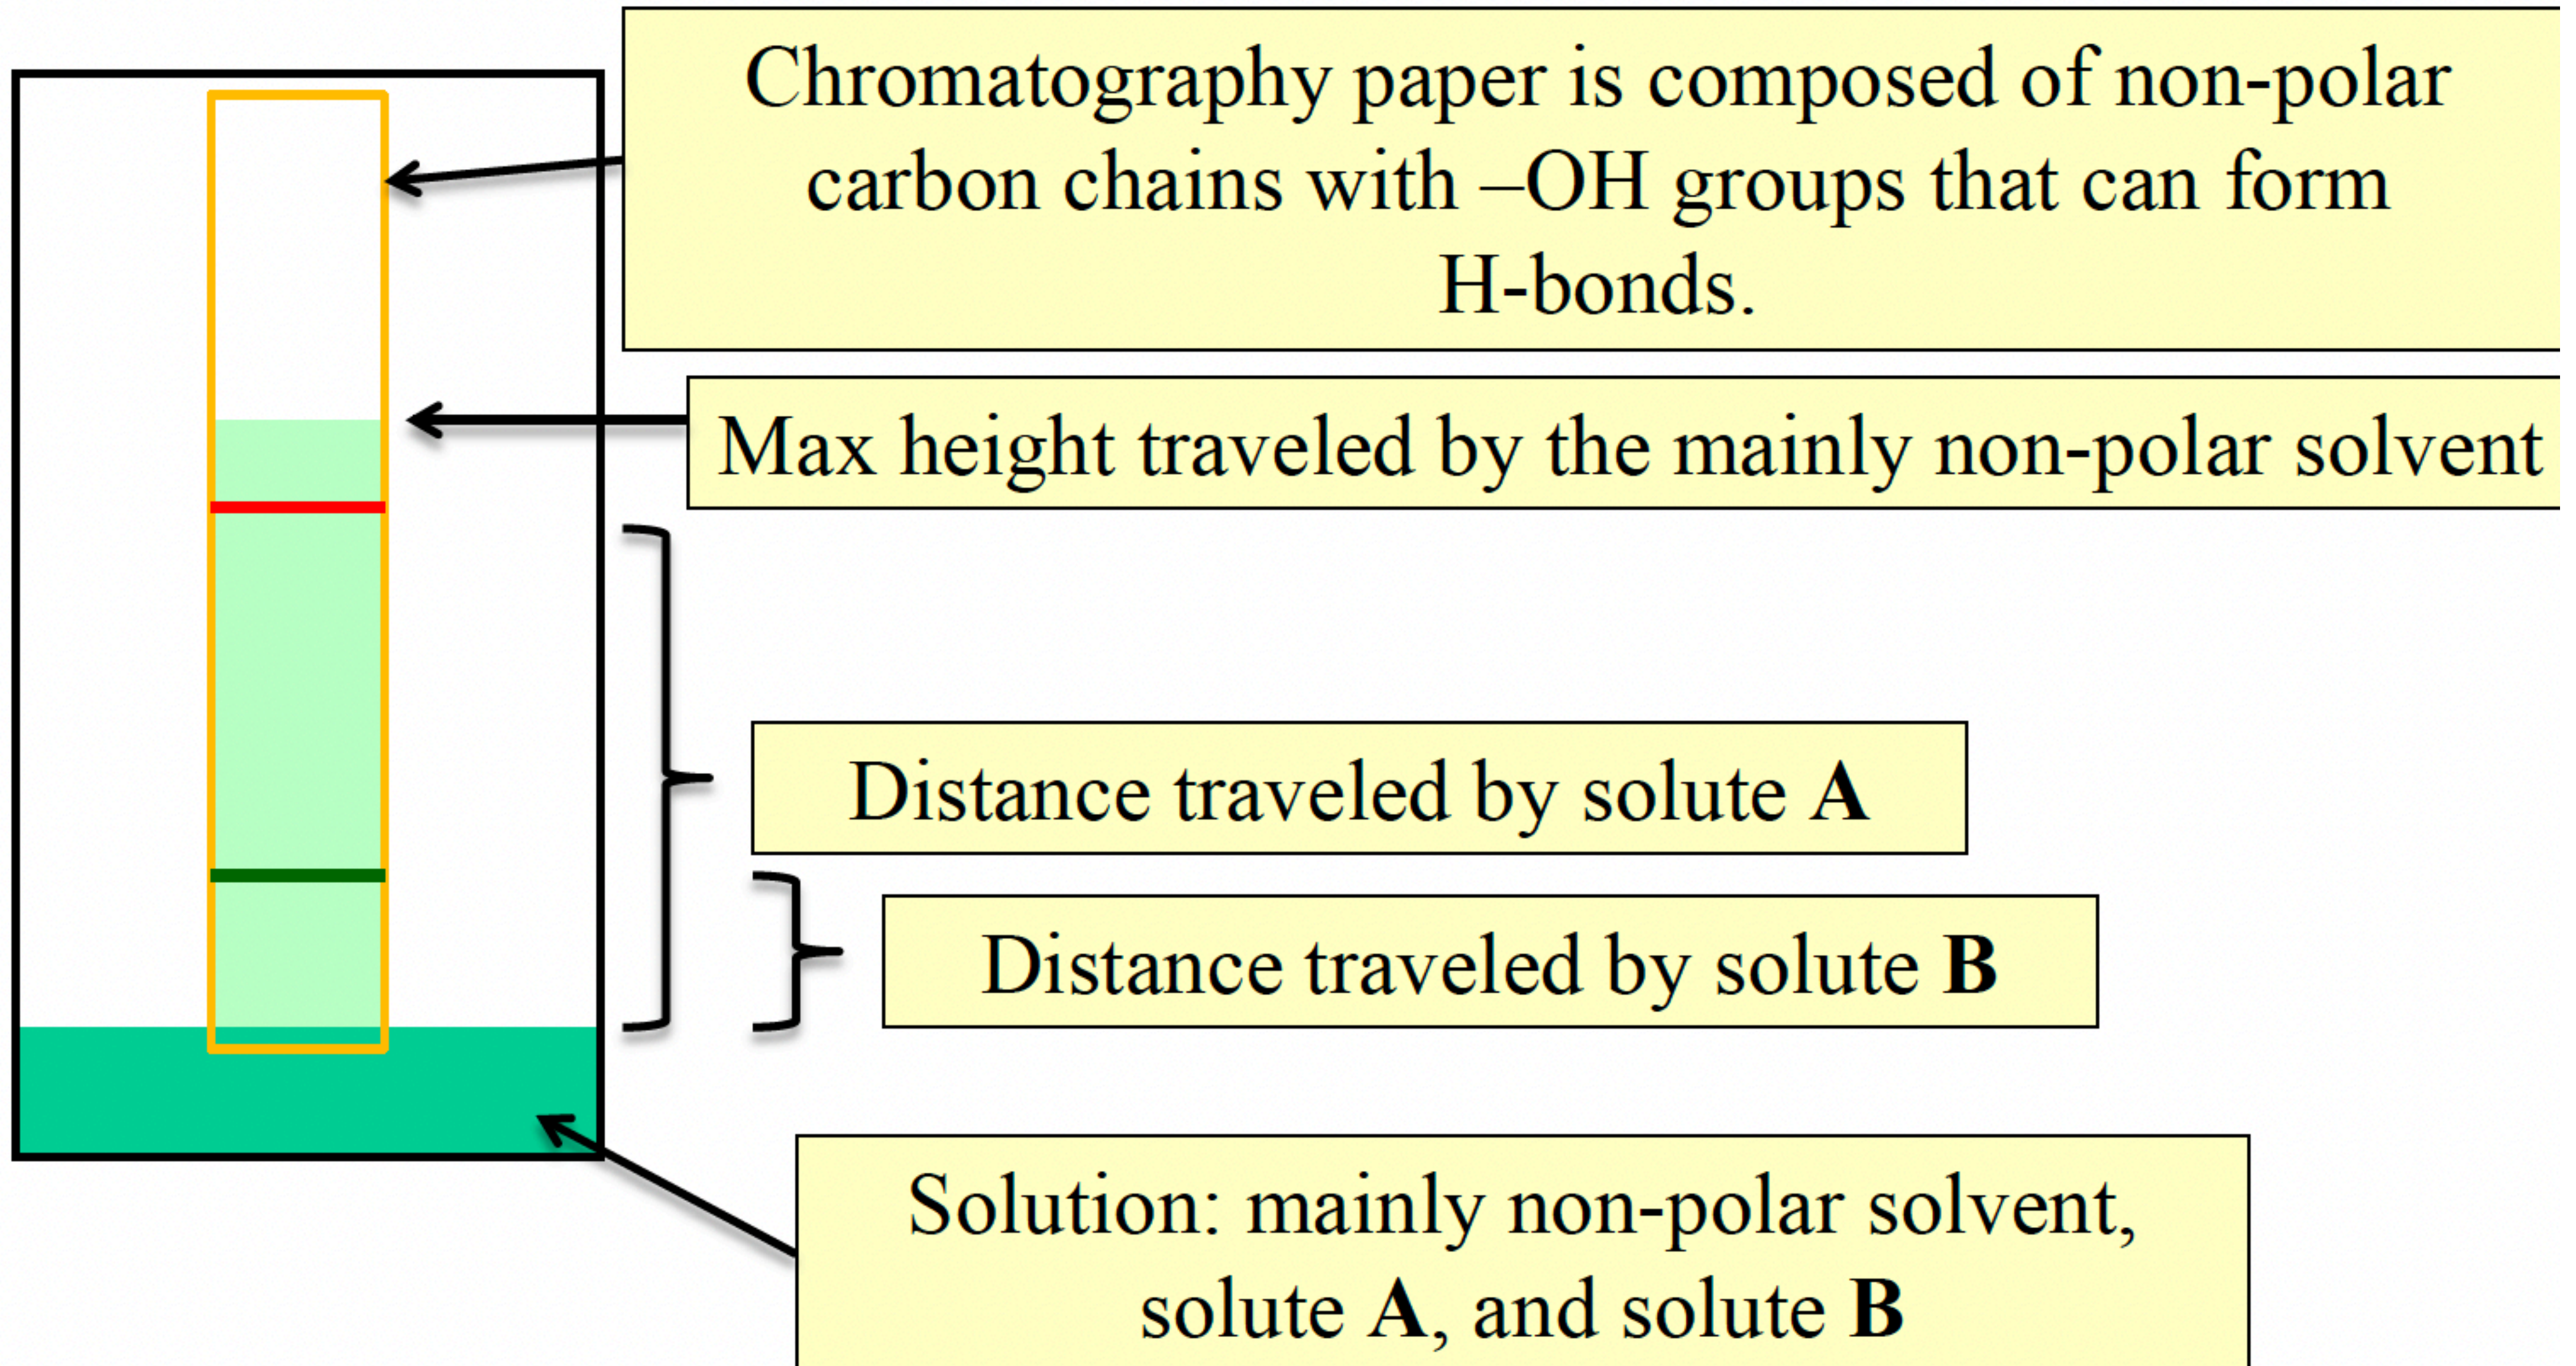 Chromatography paper is composed of non-polar
carbon chains with –OH groups that can form
H-bonds.
Max height traveled by the mainly non-polar solvent
Distance traveled by solute A
Distance traveled by solute B
Solution: mainly non-polar solvent,
solute A, and solute B